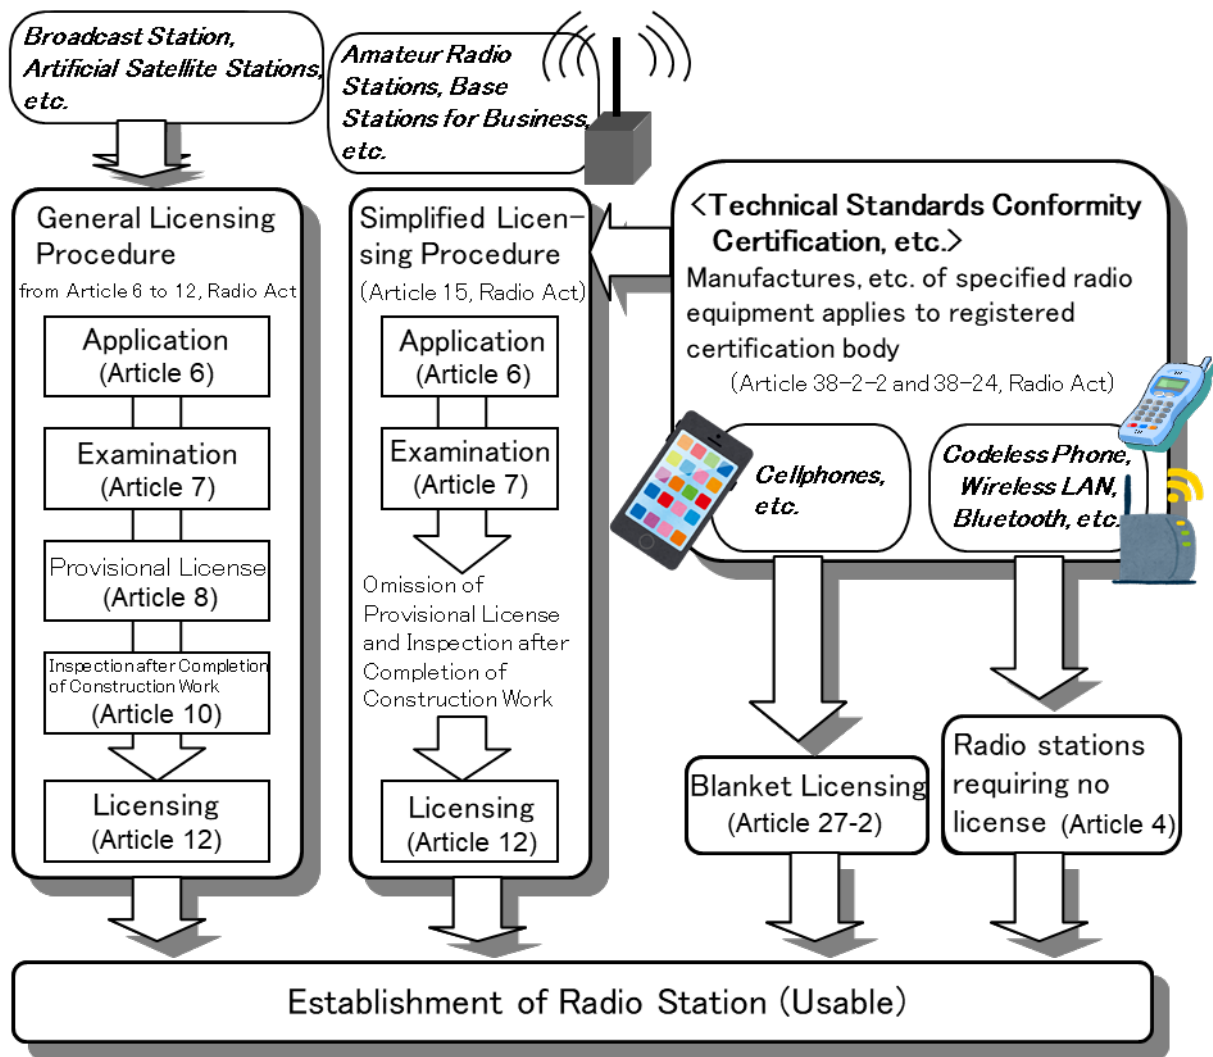 Broadcast Station,
Artificial Satellite Stations,
etc.
Amateur Radio
Stations, Base
Stations for Business,
etc.
General Licensing
Procedure
from Article 6 to 12, Radio Act
Application
(Article 6)
Examination
(Article 7)
Provisional License
(Article 8)
Inspection after Completion
of Construction Work
(Article 10)
Licensing
(Article 12)
Simplified Licen-
sing Procedure
(Article 15, Radio Act)
Application
(Article 6)
Examination
(Article 7)
Omission of
Provisional License
and Inspection after
Completion of
Construction Work
Licensing
(Article 12)
<Technical Standards Conformity
Certification, etc.>
Manufactures, etc. of specified radio
equipment applies to registered
certification body
(Article 38-2-2 and 38-24, Radio Act)
Cellphones,
etc.
Codeless Phone,
Wireless LAN,
Bluetooth, etc.
Blanket Licensing
(Article 27-2)
Radio stations
requiring no
license (Article 4)
Establishment of Radio Station (Usable)